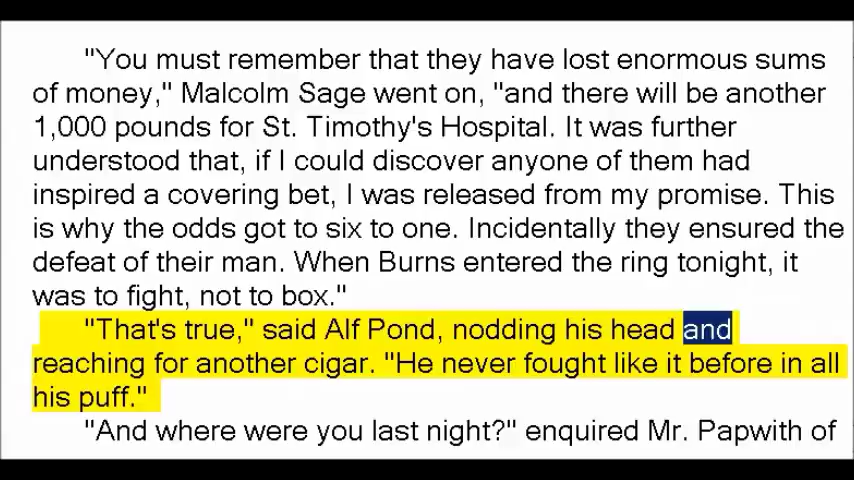 "You must remember that they have lost enormous sums
of money," Malcolm Sage went on, "and there will be another
1,000 pounds for St. Timothy's Hospital. It was further
understood that, if I could discover anyone of them had
inspired a covering bet, I was released from my promise. This
is why the odds got to six to one. Incidentally they ensured the
defeat of their man. When Burns entered the ring tonight, it
was to fight, not to box."
"That's true," said Alf Pond, nodding his head and
reaching for another cigar. "He never fought like it before in all
his puff."
"And where were you last night?" enquired Mr. Papwith of